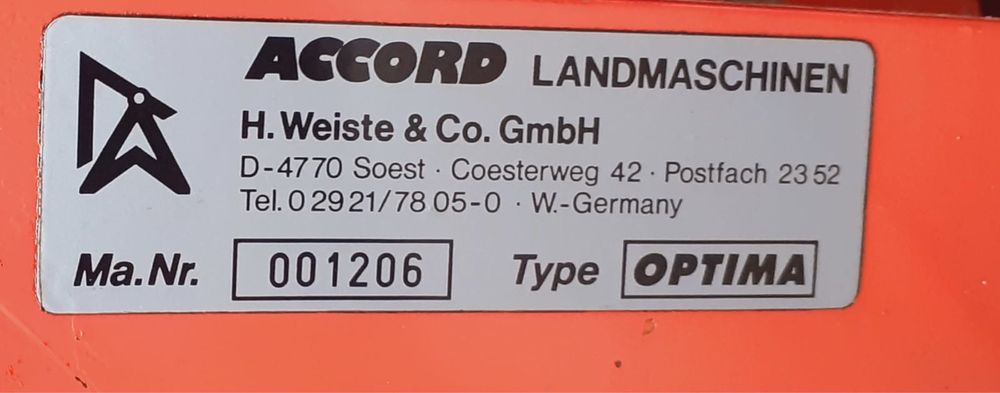 ACCORD LANDMASCHINEN
H. Weiste & Co. GmbH
D-4770 Soest · Coesterweg 42 · Postfach 23 52
Tel. 0 29 21/78 05-0 · W.-Germany
Ma.Nr. 001206 Type OPTIMA